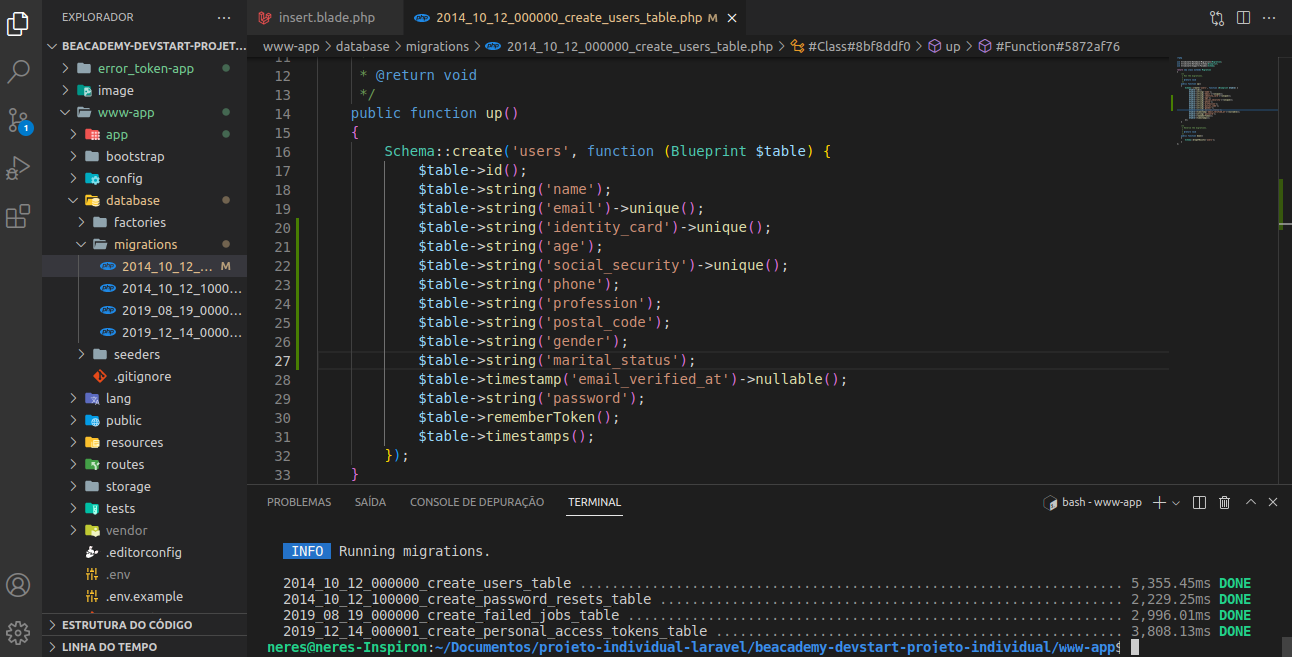 EXPLORADOR ···
BEACADEMY-DEVSTART-PROJET...
error_token-app
image
www-app
app
bootstrap
config
database
factories
migrations
2014_10_12_... M
2014_10_12_1000...
2019_08_19_0000...
2019_12_14_0000...
seeders
.gitignore
lang
public
resources
routes
storage
tests
vendor
.editorconfig
.env
.env.example
ESTRUTURA DO CÓDIGO
LINHA DO TEMPO
1
insert.blade.php
2014_10_12_000000_create_users_table.php M
www-app > database > migrations > 2014_10_12_000000_create_users_table.php > #Class#8bf8ddf0 > up > #Function#5872af76
11
12 * @return void
13 */
14 public function up()
15 {
16 Schema::create('users', function (Blueprint $table) {
17 $table->id();
18 $table->string('name');
19 $table->string('email')->unique();
20 $table->string('identity_card')->unique();
21 $table->string('age');
22 $table->string('social_security')->unique();
23 $table->string('phone');
24 $table->string('profession');
25 $table->string('postal_code');
26 $table->string('gender');
27 $table->string('marital_status');
28 $table->timestamp('email_verified_at')->nullable();
29 $table->string('password');
30 $table->rememberToken();
31 $table->timestamps();
32 });
33 }
PROBLEMAS SAÍDA CONSOLE DE DEPURAÇÃO TERMINAL
bash - www-app
INFO Running migrations.
2014_10_12_000000_create_users_table .................................................................... 5,355.45ms DONE
2014_10_12_100000_create_password_resets_table .......................................................... 2,229.25ms DONE
2019_08_19_000000_create_failed_jobs_table .............................................................. 2,996.01ms DONE
2019_12_14_000001_create_personal_access_tokens_table ................................................... 3,808.13ms DONE
neres@neres-Inspiron:~/Documentos/projeto-individual-laravel/beacademy-devstart-projeto-individual/www-app$